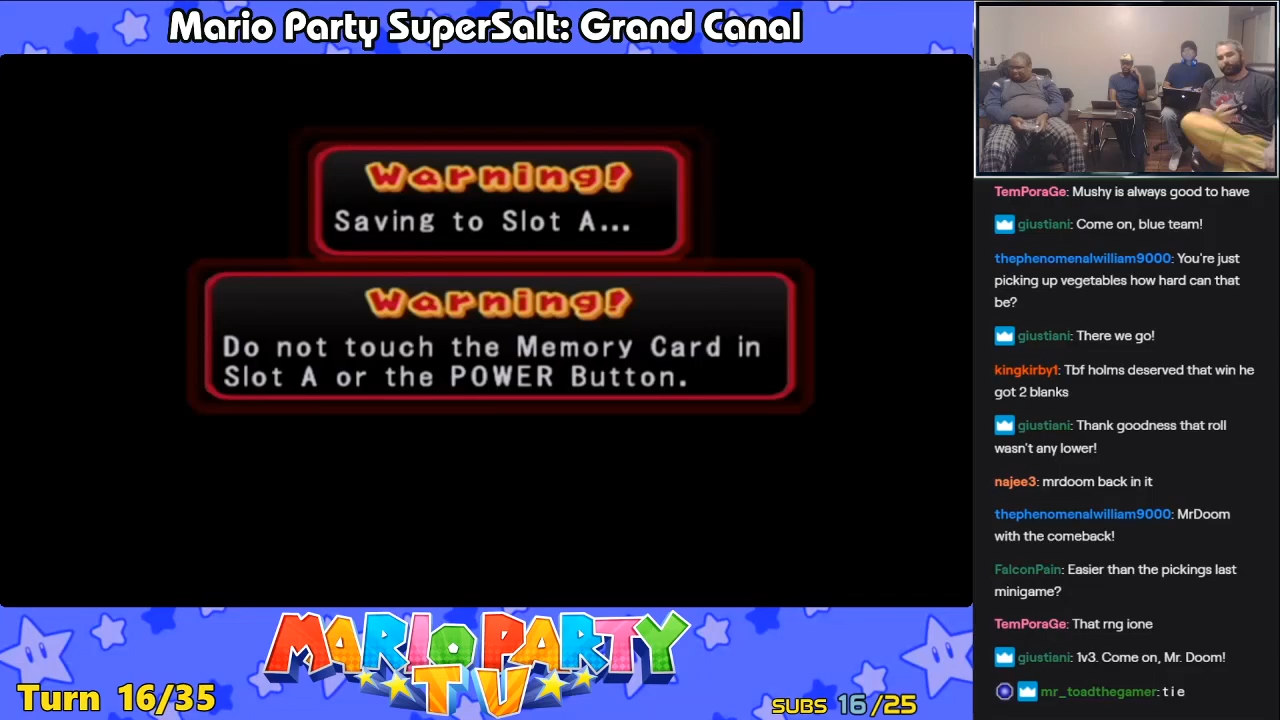 Mario Party SuperSalt: Grand Canal
Warning!
Saving to Slot A...
Warning!
Do not touch the Memory Card in
Slot A or the POWER Button.
MARIO PARTY
TV
Turn 16/35
SUBS 16/25
TemPoraGe: Mushy is always good to have
giustiani: Come on, blue team!
thephenomenalwilliam9000: You're just
picking up vegetables how hard can that
be?
giustiani: There we go!
kingkirby1: Tbf holms deserved that win he
got 2 blanks
giustiani: Thank goodness that roll
wasn't any lower!
najee3: mrdoom back in it
thephenomenalwilliam9000: MrDoom
with the comeback!
FalconPain: Easier than the pickings last
minigame?
TemPoraGe: That rng ione
giustiani: 1v3. Come on, Mr. Doom!
mr_toadthegamer: tie